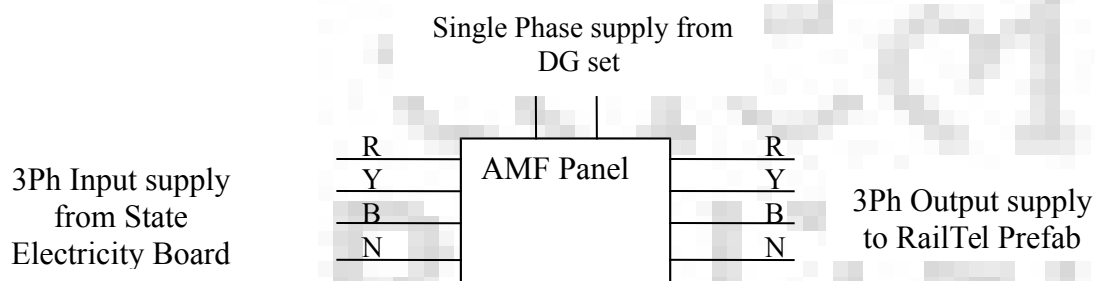 Single Phase supply from
DG set
3Ph Input supply
from State
Electricity Board
R
Y
B
N
AMF Panel
R
Y
B
N
3Ph Output supply
to RailTel Prefab